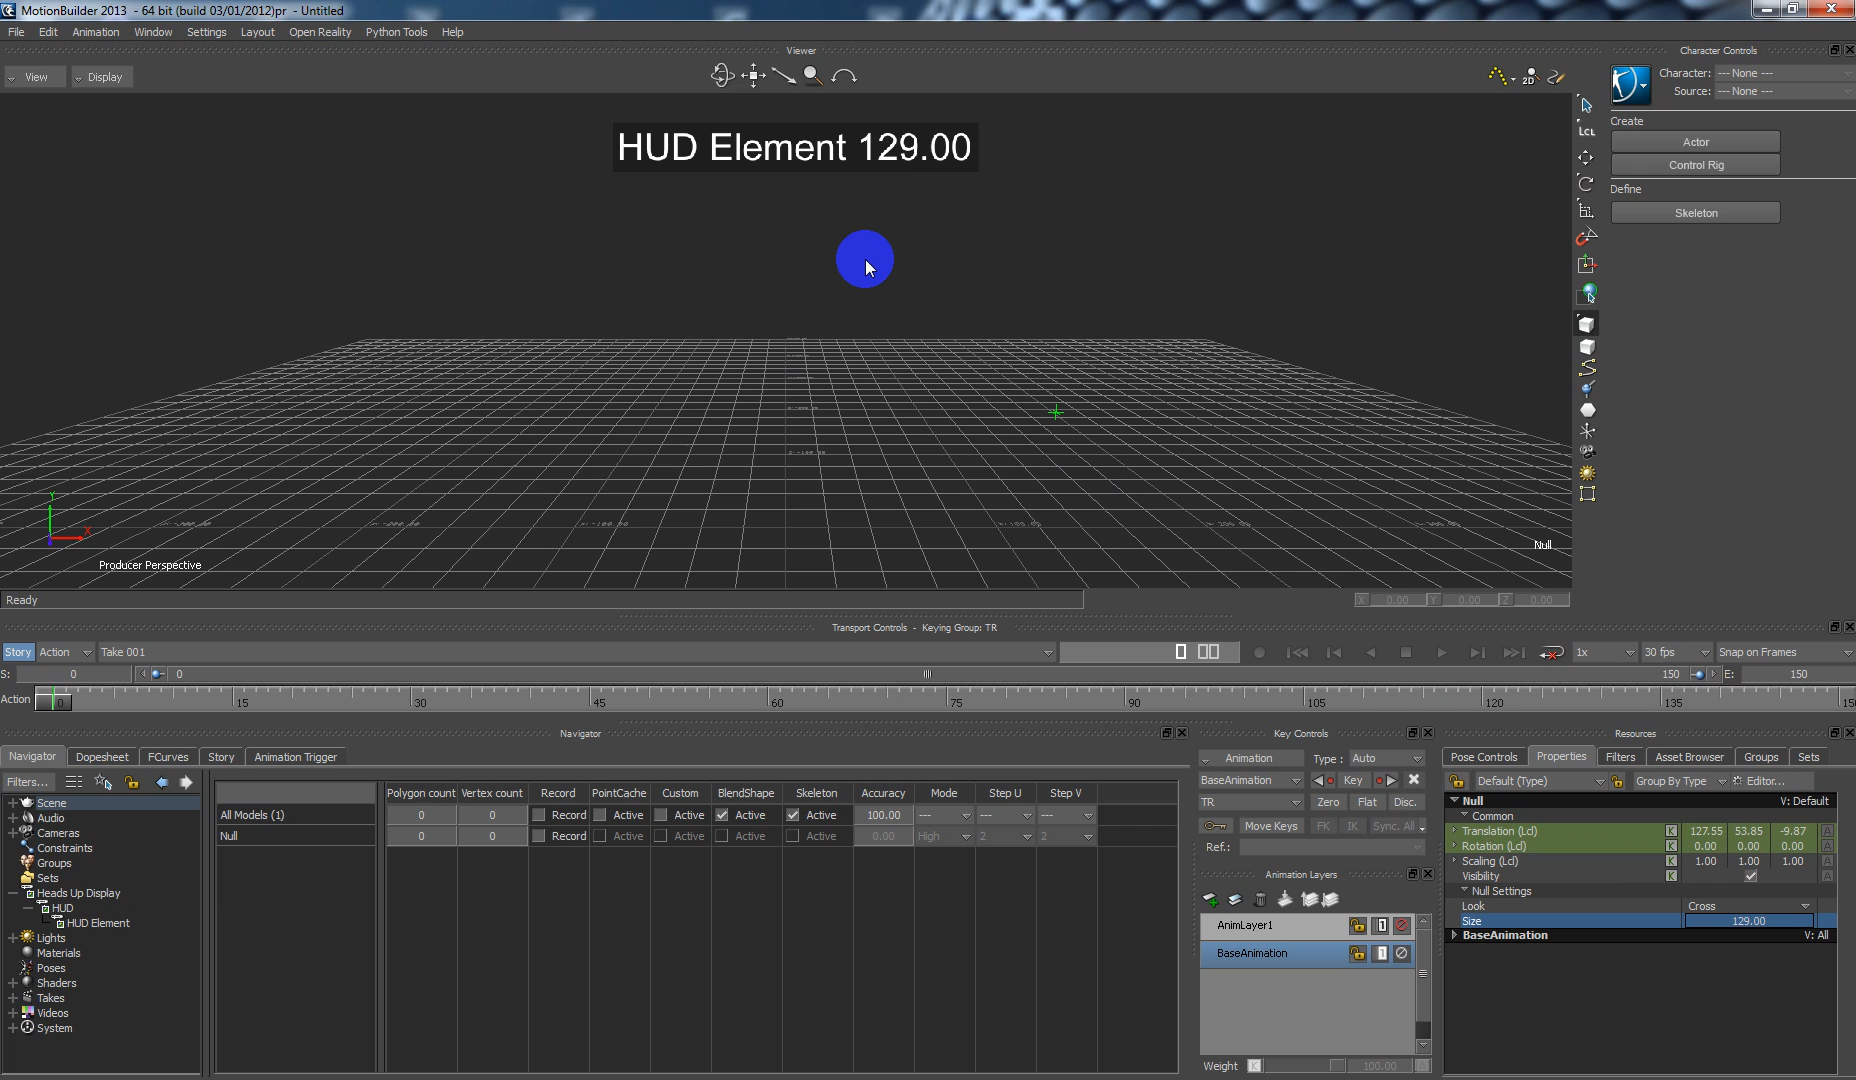 MotionBuilder 2013 - 64 bit (build 03/01/2012)pr - Untitled
File Edit Animation Window Settings Layout Open Reality Python Tools Help
Viewer
Character Controls
View Display
Character: --- None ---
Source: --- None ---
Create
Actor
Control Rig
Define
Skeleton
2D
LCL
HUD Element 129.00
Y
X
Producer Perspective
Null
Ready
X 0.00 Y 0.00 Z 0.00
Transport Controls - Keying Group: TR
Story Action Take 001
1x 30 fps Snap on Frames
S: 0 0 150 E: 150
Action 0 15 30 45 60 75 90 105 120 135 150
Navigator
Navigator Dopesheet FCurves Story Animation Trigger
Filters...
Scene
Audio
Cameras
Constraints
Groups
Sets
Heads Up Display
HUD
HUD Element
Lights
Materials
Poses
Shaders
Takes
Videos
System
Polygon count Vertex count Record PointCache Custom BlendShape Skeleton Accuracy Mode Step U Step V
All Models (1) 0 0 Record Active Active Active Active 100.00 --- --- ---
Null 0 0 Record Active Active Active Active 0.00 High 2 2
Key Controls
Animation Type : Auto
BaseAnimation Key
TR Zero Flat Disc.
Move Keys FK IK Sync. All
Ref.:
Animation Layers
AnimLayer1
BaseAnimation
Weight K 100.00 A
Resources
Pose Controls Properties Filters Asset Browser Groups Sets
Default (Type) Group By Type Editor...
Null V: Default
Common
Translation (Lcl) K 127.55 53.85 -9.87 A
Rotation (Lcl) K 0.00 0.00 0.00 A
Scaling (Lcl) K 1.00 1.00 1.00 A
Visibility K A
Null Settings
Look Cross
Size 129.00
BaseAnimation V: All